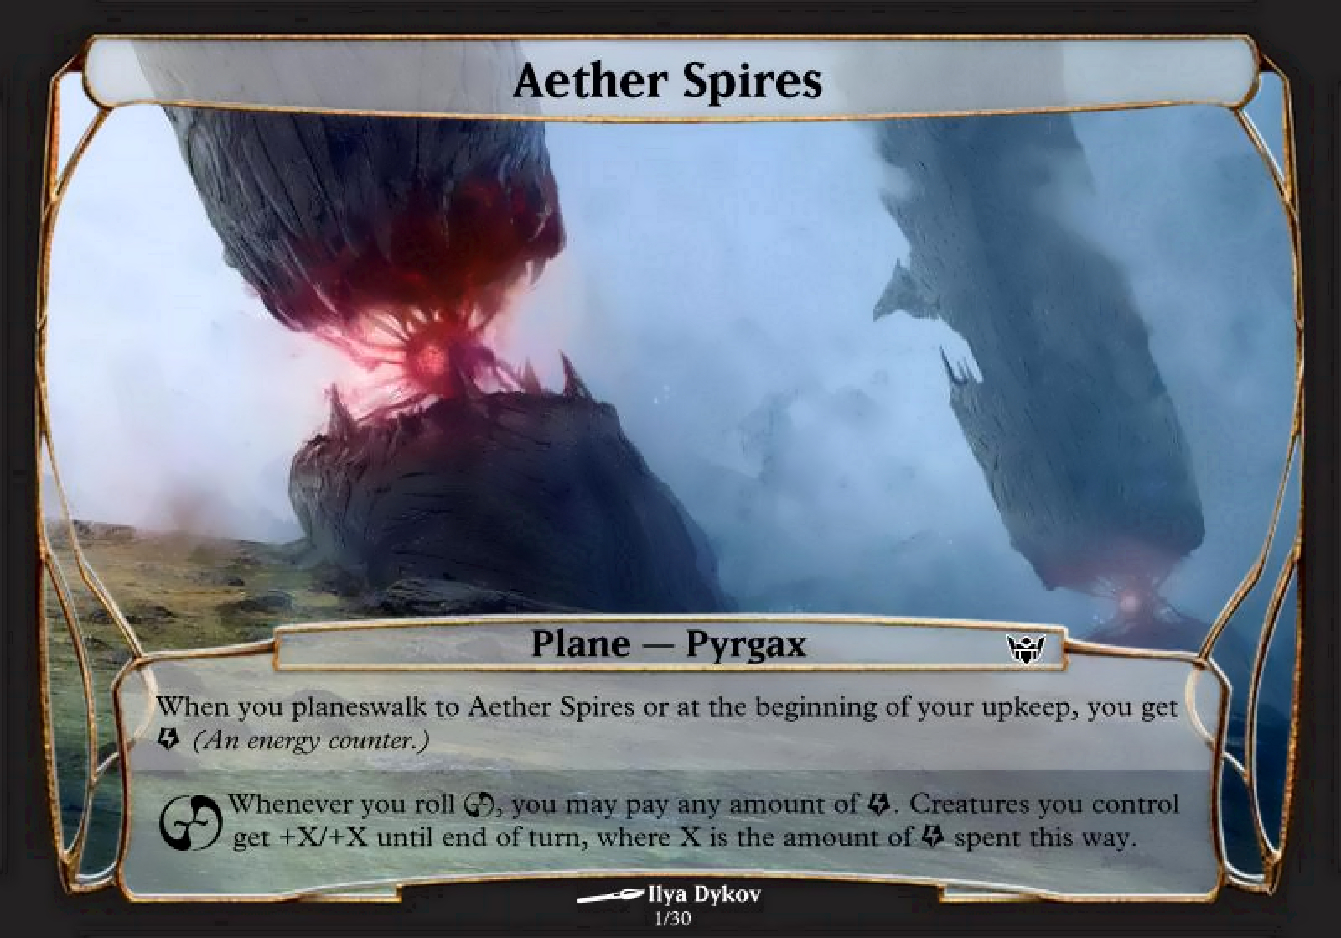 Aether Spires
Plane — Pyrgax
When you planeswalk to Aether Spires or at the beginning of your upkeep, you get
(An energy counter.)
Whenever you roll , you may pay any amount of . Creatures you control
get +X/+X until end of turn, where X is the amount of spent this way.
Ilya Dykov
1/30